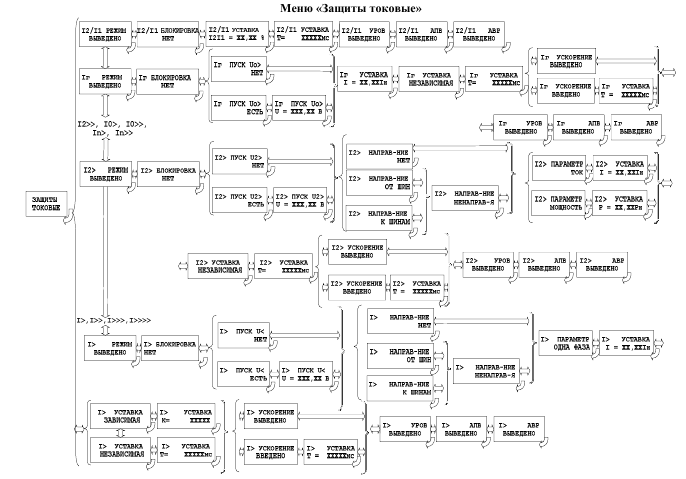 Меню «Защиты токовые»
I2/I1 РЕЖИМ ВЫВЕДЕНО
I2/I1 БЛОКИРОВКА НЕТ
I2/I1 УСТАВКА I2I1 = XX,XX %
I2/I1 УСТАВКА T= XXXXXмс
I2/I1 УРОВ ВЫВЕДЕНО
I2/I1 АПВ ВЫВЕДЕНО
I2/I1 АВР ВЫВЕДЕНО
Iг РЕЖИМ ВЫВЕДЕНО
Iг БЛОКИРОВКА НЕТ
Iг ПУСК Uo> НЕТ
Iг ПУСК Uo> ЕСТЬ
Iг ПУСК Uo> U = XXX,XX В
Iг УСТАВКА I = XX,XXIн
Iг УСТАВКА НЕЗАВИСИМАЯ
Iг УСТАВКА T= XXXXXмс
Iг УСКОРЕНИЕ ВЫВЕДЕНО
Iг УСКОРЕНИЕ ВВЕДЕНО
Iг УСТАВКА T = XXXXXмс
I2>>, I0>, I0>>,
In>, In>>
Iг УРОВ ВЫВЕДЕНО
Iг АПВ ВЫВЕДЕНО
Iг АВР ВЫВЕДЕНО
ЗАЩИТЫ ТОКОВЫЕ
I2> РЕЖИМ ВЫВЕДЕНО
I2> БЛОКИРОВКА НЕТ
I2> ПУСК U2> НЕТ
I2> ПУСК U2> ЕСТЬ
I2> ПУСК U2> U = XXX,XX В
I2> НАПРАВ-НИЕ НЕТ
I2> НАПРАВ-НИЕ ОТ ШИН
I2> НАПРАВ-НИЕ К ШИНАМ
I2> НАПРАВ-НИЕ НЕНАПРАВ-Я
I2> ПАРАМЕТР ТОК
I2> УСТАВКА I = XX,XXIн
I2> ПАРАМЕТР МОЩНОСТЬ
I2> УСТАВКА P = XX,XXPн
I2> УСТАВКА НЕЗАВИСИМАЯ
I2> УСТАВКА T= XXXXXмс
I2> УСКОРЕНИЕ ВЫВЕДЕНО
I2> УСКОРЕНИЕ ВВЕДЕНО
I2> УСТАВКА T = XXXXXмс
I2> УРОВ ВЫВЕДЕНО
I2> АПВ ВЫВЕДЕНО
I2> АВР ВЫВЕДЕНО
I>,I>>,I>>>,I>>>>
I> РЕЖИМ ВЫВЕДЕНО
I> БЛОКИРОВКА НЕТ
I> ПУСК U< НЕТ
I> ПУСК U< ЕСТЬ
I> ПУСК U< U = XXX,XX В
I> НАПРАВ-НИЕ НЕТ
I> НАПРАВ-НИЕ ОТ ШИН
I> НАПРАВ-НИЕ К ШИНАМ
I> НАПРАВ-НИЕ НЕНАПРАВ-Я
I> ПАРАМЕТР ОДНА ФАЗА
I> УСТАВКА I = XX,XXIн
I> УСТАВКА ЗАВИСИМАЯ
I> УСТАВКА K= XXXXX
I> УСТАВКА НЕЗАВИСИМАЯ
I> УСТАВКА T= XXXXXмс
I> УСКОРЕНИЕ ВЫВЕДЕНО
I> УСКОРЕНИЕ ВВЕДЕНО
I> УСТАВКА T = XXXXXмс
I> УРОВ ВЫВЕДЕНО
I> АПВ ВЫВЕДЕНО
I> АВР ВЫВЕДЕНО